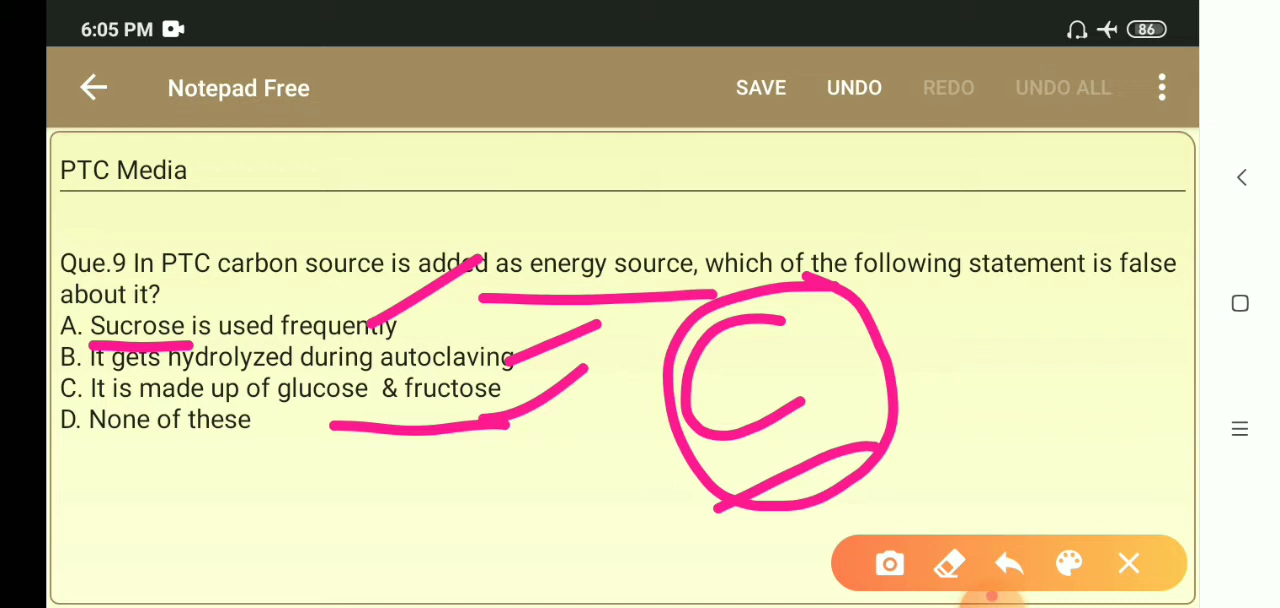 6:05 PM 86
Notepad Free SAVE UNDO REDO UNDO ALL
PTC Media
Que.9 In PTC carbon source is added as energy source, which of the following statement is false
about it?
A. Sucrose is used frequently
B. It gets hydrolyzed during autoclaving
C. It is made up of glucose & fructose
D. None of these
C